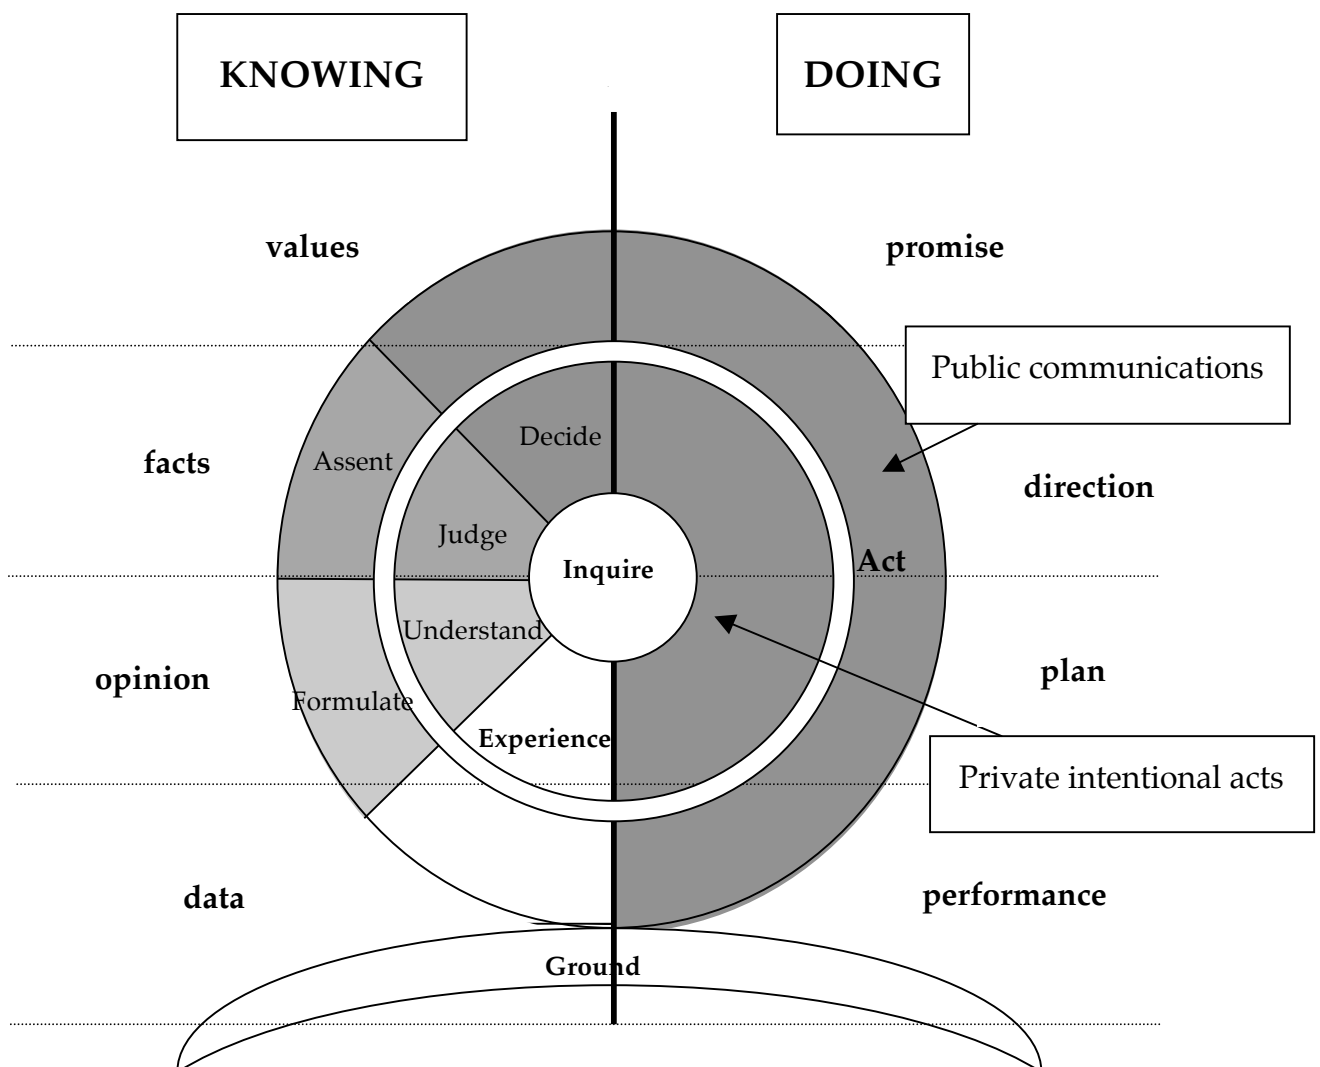 KNOWING
DOING
values
promise
Public communications
Decide
facts
Assent
direction
Judge
Act
Inquire
Understand
opinion
plan
Formulate
Experience
Private intentional acts
data
performance
Ground